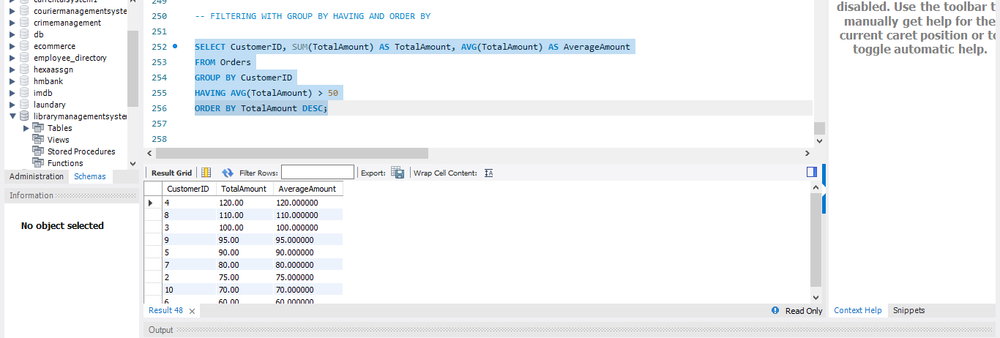 couriermanagementsyste
crimemanagement
db
ecommerce
employee_directory
hexaassgn
hmbank
imdb
laundary
librarymanagementsyste
Tables
Views
Stored Procedures
Functions
Administration Schemas
Information
No object selected
249
250 -- FILTERING WITH GROUP BY HAVING AND ORDER BY
251
252 SELECT CustomerID, SUM(TotalAmount) AS TotalAmount, AVG(TotalAmount) AS AverageAmount
253 FROM Orders
254 GROUP BY CustomerID
255 HAVING AVG(TotalAmount) > 50
256 ORDER BY TotalAmount DESC;
257
258
Result Grid Filter Rows: Export: Wrap Cell Content:
CustomerID TotalAmount AverageAmount
4 120.00 120.000000
8 110.00 110.000000
3 100.00 100.000000
9 95.00 95.000000
5 90.00 90.000000
7 80.00 80.000000
2 75.00 75.000000
10 70.00 70.000000
6 60.00 60.000000
Result 48 Read Only
Output
disabled. Use the toolbar t
manually get help for the
current caret position or to
toggle automatic help.
Context Help Snippets